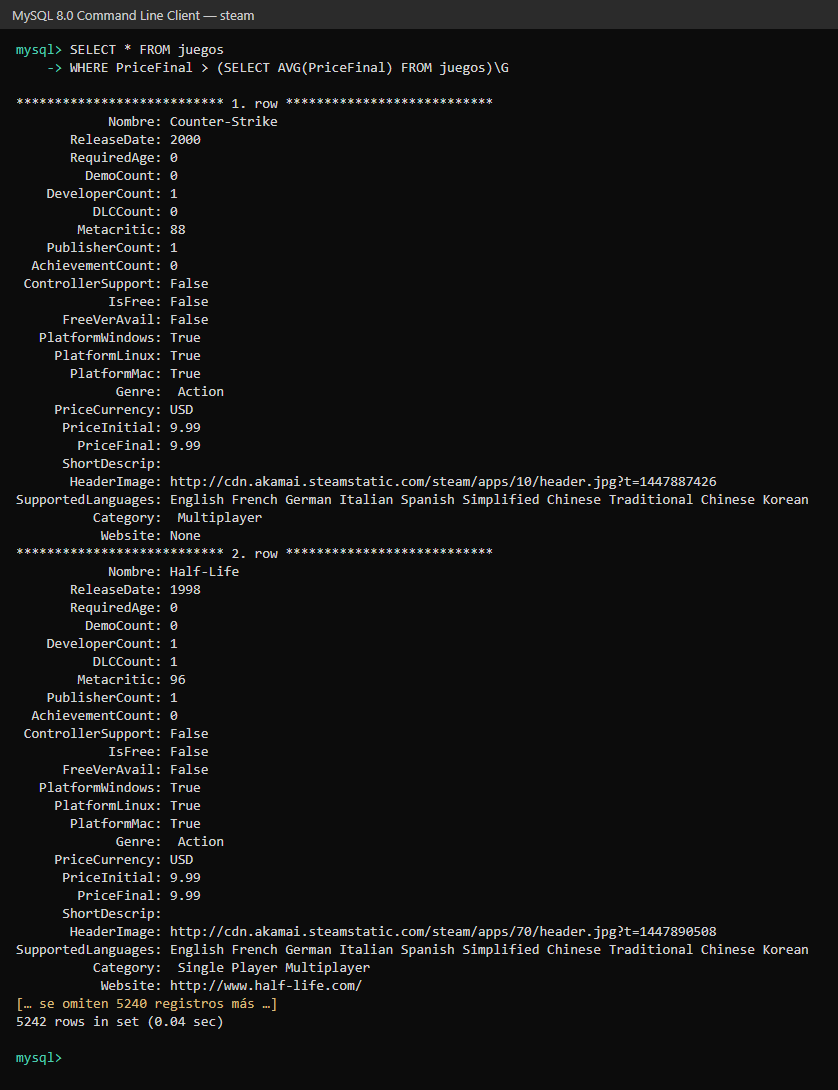 MySQL 8.0 Command Line Client — steam
mysql> SELECT * FROM juegos
    -> WHERE PriceFinal > (SELECT AVG(PriceFinal) FROM juegos)\G
*************************** 1. row ***************************
            Nombre: Counter-Strike
       ReleaseDate: 2000
       RequiredAge: 0
         DemoCount: 0
    DeveloperCount: 1
          DLCCount: 0
        Metacritic: 88
    PublisherCount: 1
  AchievementCount: 0
 ControllerSupport: False
            IsFree: False
      FreeVerAvail: False
   PlatformWindows: True
     PlatformLinux: True
       PlatformMac: True
             Genre:  Action
     PriceCurrency: USD
      PriceInitial: 9.99
        PriceFinal: 9.99
      ShortDescrip:
       HeaderImage: http://cdn.akamai.steamstatic.com/steam/apps/10/header.jpg?t=1447887426
SupportedLanguages: English French German Italian Spanish Simplified Chinese Traditional Chinese Korean
          Category:  Multiplayer
           Website: None
*************************** 2. row ***************************
            Nombre: Half-Life
       ReleaseDate: 1998
       RequiredAge: 0
         DemoCount: 0
    DeveloperCount: 1
          DLCCount: 1
        Metacritic: 96
    PublisherCount: 1
  AchievementCount: 0
 ControllerSupport: False
            IsFree: False
      FreeVerAvail: False
   PlatformWindows: True
     PlatformLinux: True
       PlatformMac: True
             Genre:  Action
     PriceCurrency: USD
      PriceInitial: 9.99
        PriceFinal: 9.99
      ShortDescrip:
       HeaderImage: http://cdn.akamai.steamstatic.com/steam/apps/70/header.jpg?t=1447890508
SupportedLanguages: English French German Italian Spanish Simplified Chinese Traditional Chinese Korean
          Category:  Single Player Multiplayer
           Website: http://www.half-life.com/
[… se omiten 5240 registros más …]
5242 rows in set (0.04 sec)
mysql>